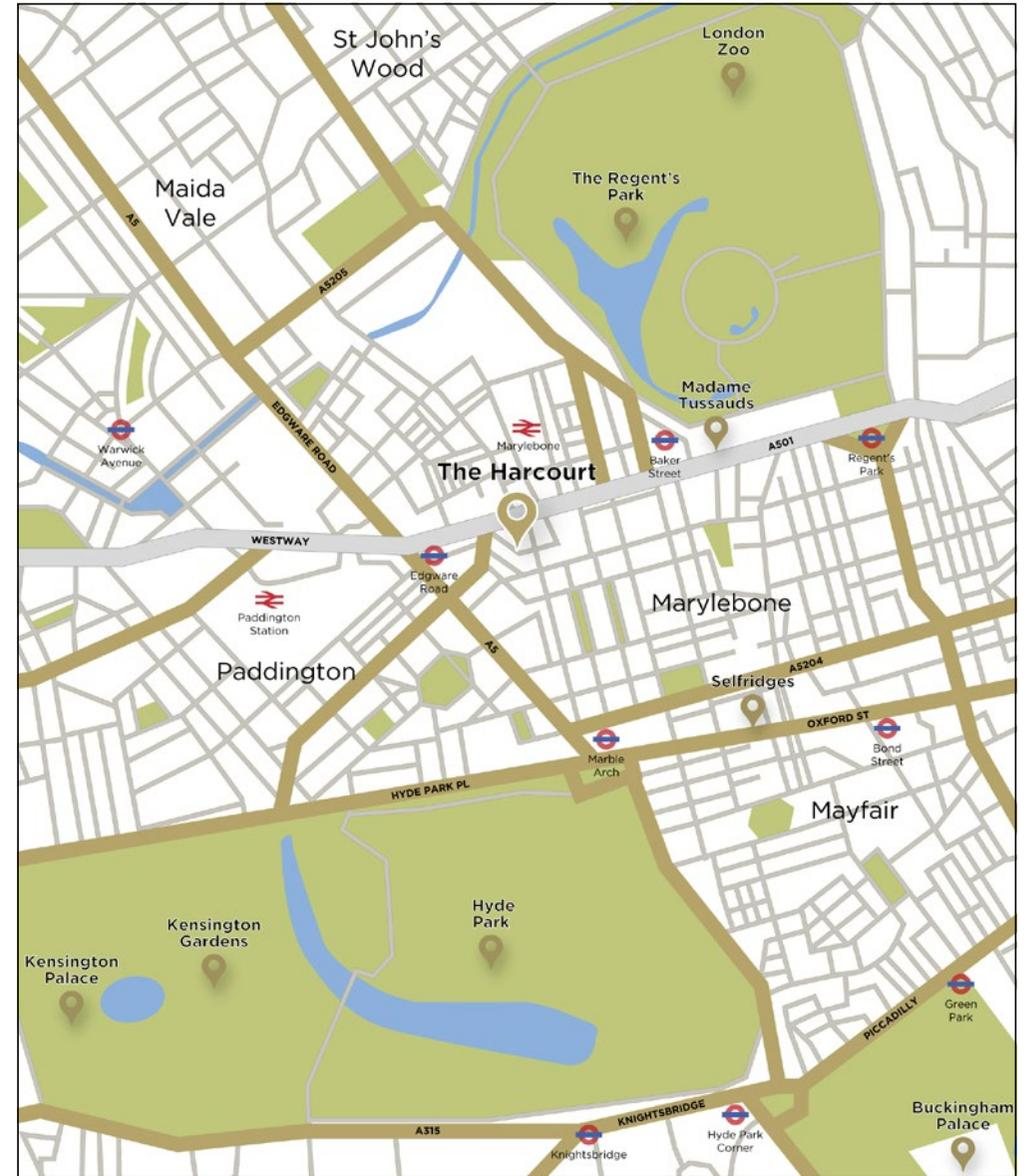 London
Zoo
St John's
Wood
The Regent's
Park
Maida
Vale
A5
A5205
Madame
Tussauds
EDGWARE ROAD
Warwick
Avenue
Marylebone
A501
Baker
Street
Regent's
Park
The Harcourt
WESTWAY
Edgware
Road
Paddington
Station
Marylebone
A5
Paddington
A5204
Selfridges
OXFORD ST
Bond
Street
Marble
Arch
HYDE PARK PL
Mayfair
Hyde
Park
Kensington
Gardens
Kensington
Palace
Green
Park
PICCADILLY
KNIGHTSBRIDGE
Buckingham
Palace
A315
Hyde Park
Corner
Knightsbridge